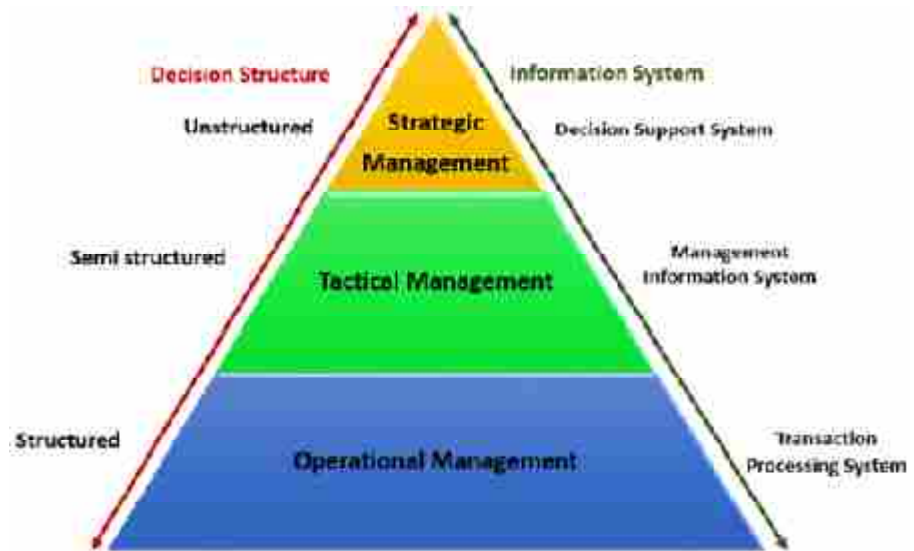 Decision Structure
Information System
Unstructured
Strategic
Management
Decision Support System
Semi structured
Tactical Management
Management
Information System
Structured
Operational Management
Transaction
Processing System